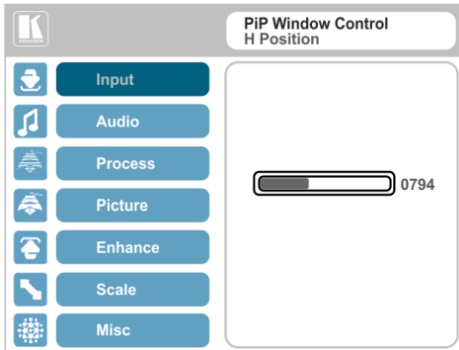 PiP Window Control
H Position
Input
Audio
Process
Picture
Enhance
Scale
Misc
0794